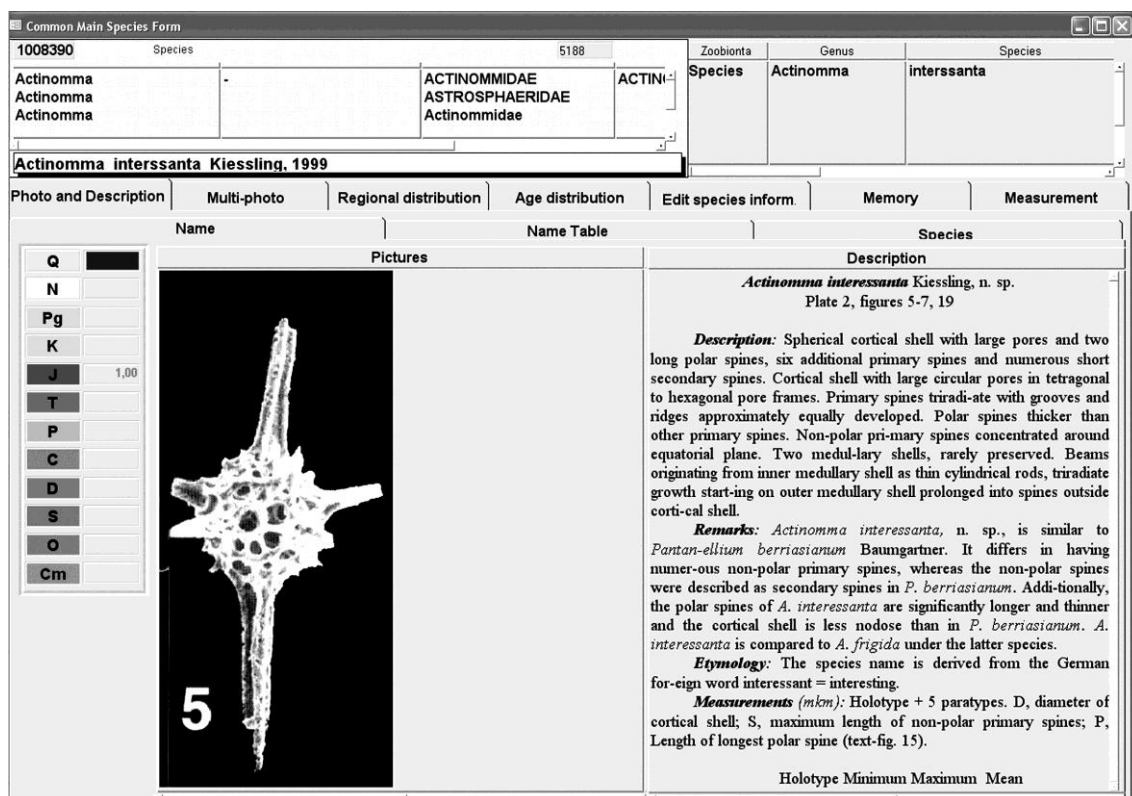 Common Main Species Form
1008390 Species 5188
Actinomma - ACTINOMMIDAE
Actinomma ASTROSPHAERIDAE
Actinomma Actinommidae
Actinomma interssanta Kiessling, 1999
Zoobionta Genus Species
Species Actinomma interssanta
Photo and Description Multi-photo Regional distribution Age distribution Edit species inform. Memory Measurement
Name Name Table Species
Q
N
Pg
K
J 1,00
T
P
C
D
S
O
Cm
Pictures
5
Description
Actinomma interessanta Kiessling, n. sp.
Plate 2, figures 5-7, 19
Description: Spherical cortical shell with large pores and two
long polar spines, six additional primary spines and numerous short
secondary spines. Cortical shell with large circular pores in tetragonal
to hexagonal pore frames. Primary spines triradi-ate with grooves and
ridges approximately equally developed. Polar spines thicker than
other primary spines. Non-polar pri-mary spines concentrated around
equatorial plane. Two medul-lary shells, rarely preserved. Beams
originating from inner medullary shell as thin cylindrical rods, triradiate
growth start-ing on outer medullary shell prolonged into spines outside
corti-cal shell.
Remarks: Actinomma interessanta, n. sp., is similar to
Pantan-ellium berriasianum Baumgartner. It differs in having
numer-ous non-polar primary spines, whereas the non-polar spines
were described as secondary spines in P. berriasianum. Addi-tionally,
the polar spines of A. interessanta are significantly longer and thinner
and the cortical shell is less nodose than in P. berriasianum. A.
interessanta is compared to A. frigida under the latter species.
Etymology: The species name is derived from the German
for-eign word interessant = interesting.
Measurements (mkm): Holotype + 5 paratypes. D, diameter of
cortical shell; S, maximum length of non-polar primary spines; P,
Length of longest polar spine (text-fig. 15).
Holotype Minimum Maximum Mean